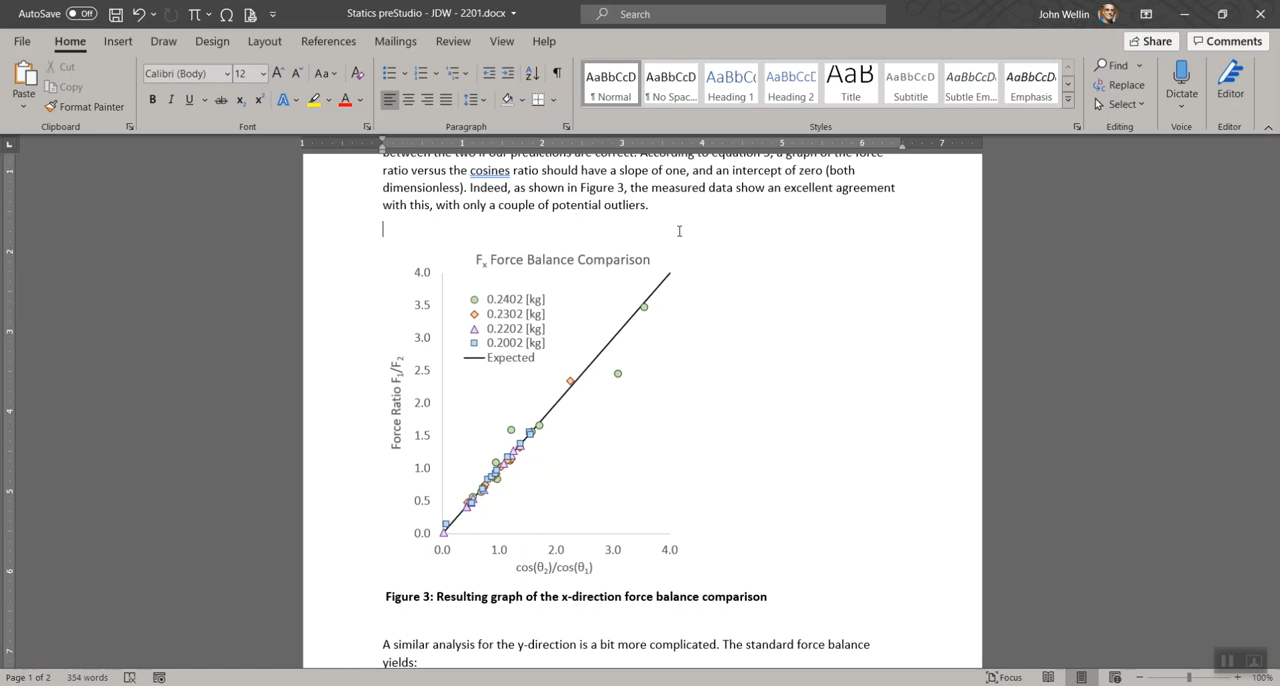 AutoSave Off
Statics preStudio - JDW - 2201.docx
Search
John Wellin
File Home Insert Draw Design Layout References Mailings Review View Help
Share Comments
Paste
Cut
Copy
Format Painter
Clipboard
Calibri (Body) 12
Font
Paragraph
AaBbCcD ¶ Normal
AaBbCcD ¶ No Spac...
AaBbCc Heading 1
AaBbCcI Heading 2
AaB Title
AaBbCcD Subtitle
AaBbCcD Subtle Em...
AaBbCcD Emphasis
Styles
Find
Replace
Select
Editing
Dictate
Voice
Editor
Editor
1 1 2 3 4 5 6 7
ratio versus the cosines ratio should have a slope of one, and an intercept of zero (both
dimensionless). Indeed, as shown in Figure 3, the measured data show an excellent agreement
with this, with only a couple of potential outliers.
Fx Force Balance Comparison
4.0
3.5
3.0
2.5
2.0
1.5
1.0
0.5
0.0
Force Ratio F1/F2
0.2402 [kg]
0.2302 [kg]
0.2202 [kg]
0.2002 [kg]
Expected
0.0 1.0 2.0 3.0 4.0
cos(θ2)/cos(θ1)
Figure 3: Resulting graph of the x-direction force balance comparison
A similar analysis for the y-direction is a bit more complicated. The standard force balance
yields:
Page 1 of 2 354 words
Focus
100%